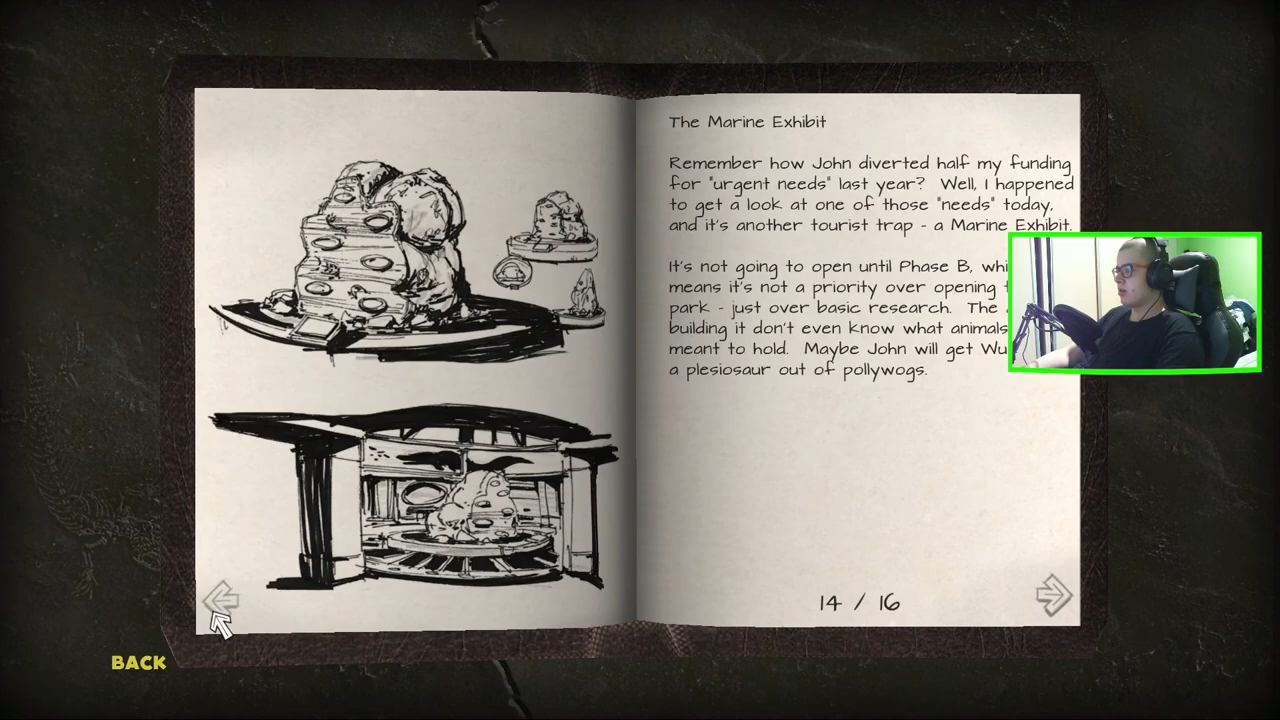 The Marine Exhibit
Remember how John diverted half my funding
for "urgent needs" last year? Well, I happened
to get a look at one of those "needs" today,
and it's another tourist trap - a Marine Exhibit.
It's not going to open until Phase B,
means it's not a priority over opening
park - just over basic research. The
building it don't even know what animals
meant to hold. Maybe John will get
a plesiosaur out of pollywogs.
14 / 16
BACK